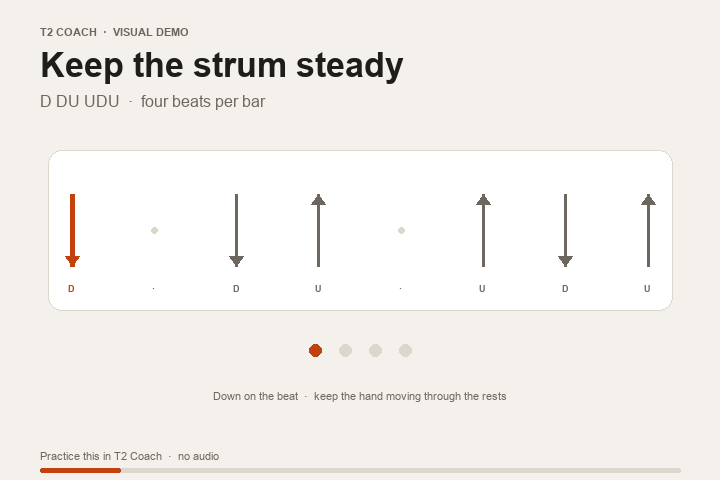 T2 COACH · VISUAL DEMO
Keep the strum steady
D DU UDU · four beats per bar
D · D U · U D U
Down on the beat · keep the hand moving through the rests
Practice this in T2 Coach · no audio